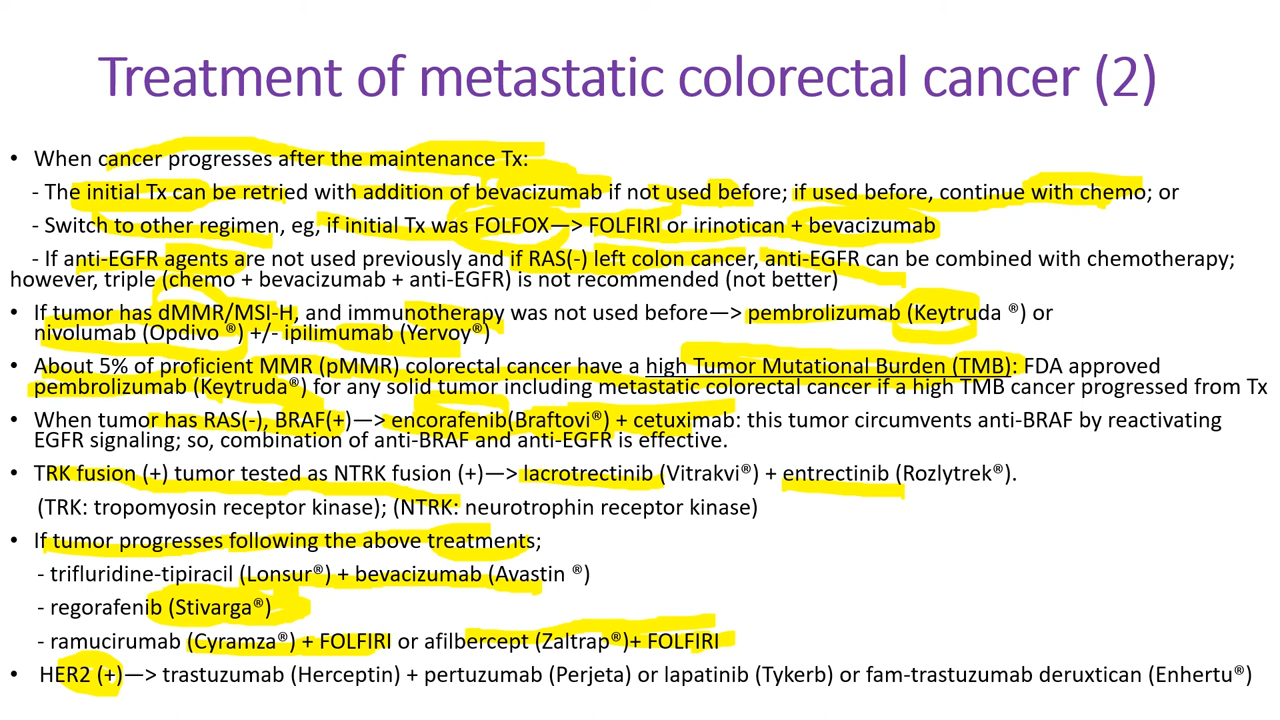 Treatment of metastatic colorectal cancer (2)
• When cancer progresses after the maintenance Tx:
- The initial Tx can be retried with addition of bevacizumab if not used before; if used before, continue with chemo; or
- Switch to other regimen, eg, if initial Tx was FOLFOX—> FOLFIRI or irinotican + bevacizumab
- If anti-EGFR agents are not used previously and if RAS(-) left colon cancer, anti-EGFR can be combined with chemotherapy;
however, triple (chemo + bevacizumab + anti-EGFR) is not recommended (not better)
• If tumor has dMMR/MSI-H, and immunotherapy was not used before—> pembrolizumab (Keytruda ®) or
nivolumab (Opdivo ®) +/- ipilimumab (Yervoy®)
• About 5% of proficient MMR (pMMR) colorectal cancer have a high Tumor Mutational Burden (TMB): FDA approved
pembrolizumab (Keytruda®) for any solid tumor including metastatic colorectal cancer if a high TMB cancer progressed from Tx
• When tumor has RAS(-), BRAF(+)—> encorafenib(Braftovi®) + cetuximab: this tumor circumvents anti-BRAF by reactivating
EGFR signaling; so, combination of anti-BRAF and anti-EGFR is effective.
• TRK fusion (+) tumor tested as NTRK fusion (+)—> lacrotrectinib (Vitrakvi®) + entrectinib (Rozlytrek®).
(TRK: tropomyosin receptor kinase); (NTRK: neurotrophin receptor kinase)
• If tumor progresses following the above treatments;
- trifluridine-tipiracil (Lonsur®) + bevacizumab (Avastin ®)
- regorafenib (Stivarga®)
- ramucirumab (Cyramza®) + FOLFIRI or afilbercept (Zaltrap®)+ FOLFIRI
• HER2 (+)—> trastuzumab (Herceptin) + pertuzumab (Perjeta) or lapatinib (Tykerb) or fam-trastuzumab deruxtican (Enhertu®)